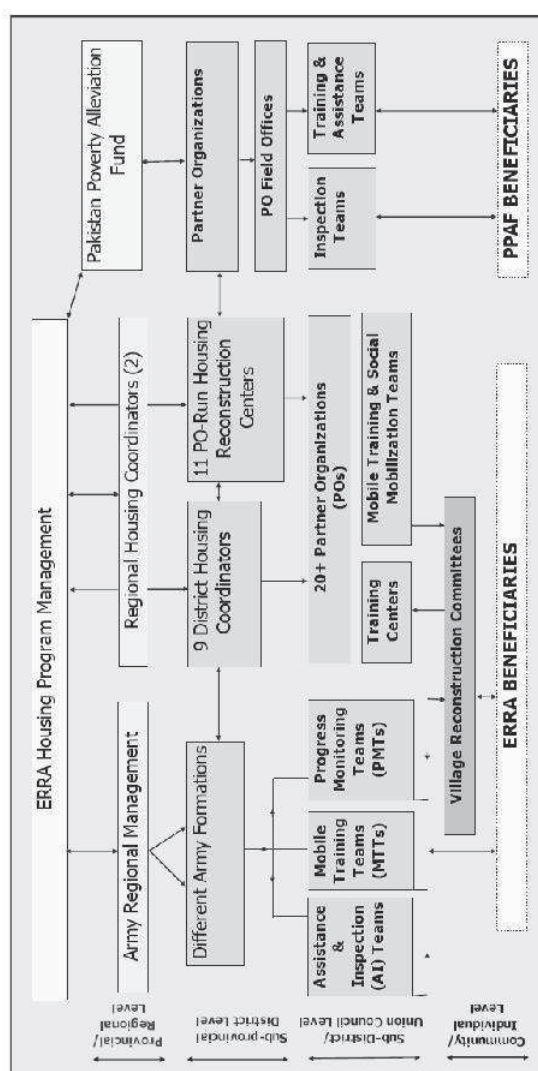 ERRA Housing Program Management
Provincial/
Regional
Level
Army Regional Management
Regional Housing Coordinators (2)
Pakistan Poverty Alleviation
Fund
Sub-provincial
District Level
Different Army Formations
9 District Housing
Coordinators
11 PO-Run Housing
Reconstruction
Centers
Partner Organizations
PO Field Offices
Sub-District/
Union Council Level
Assistance
&
Inspection
(AI) Teams
Mobile
Training
Teams
(MTTs)
Progress
Monitoring
Teams
(PMTs)
20+ Partner Organizations
(POs)
Training
Centers
Mobile Training & Social
Mobilization Teams
Inspection
Teams
Training &
Assistance
Teams
Community/
Individual
Level
Village Reconstruction Committees
ERRA BENEFICIARIES
PPAF BENEFICIARIES